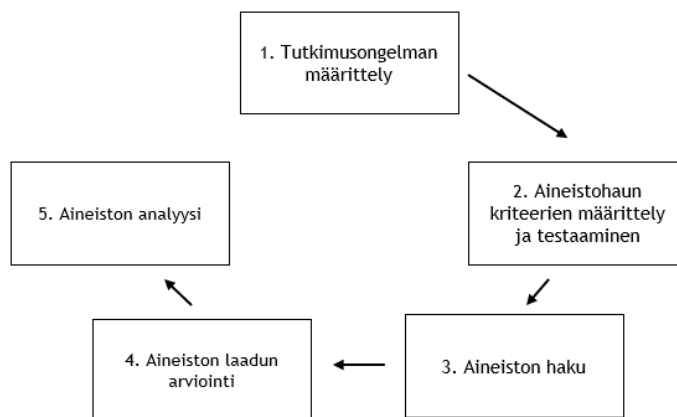 1. Tutkimusongelman
määrittely
2. Aineistohaun
kriteerien määrittely
ja testaaminen
3. Aineiston haku
4. Aineiston laadun
arviointi
5. Aineiston analyysi